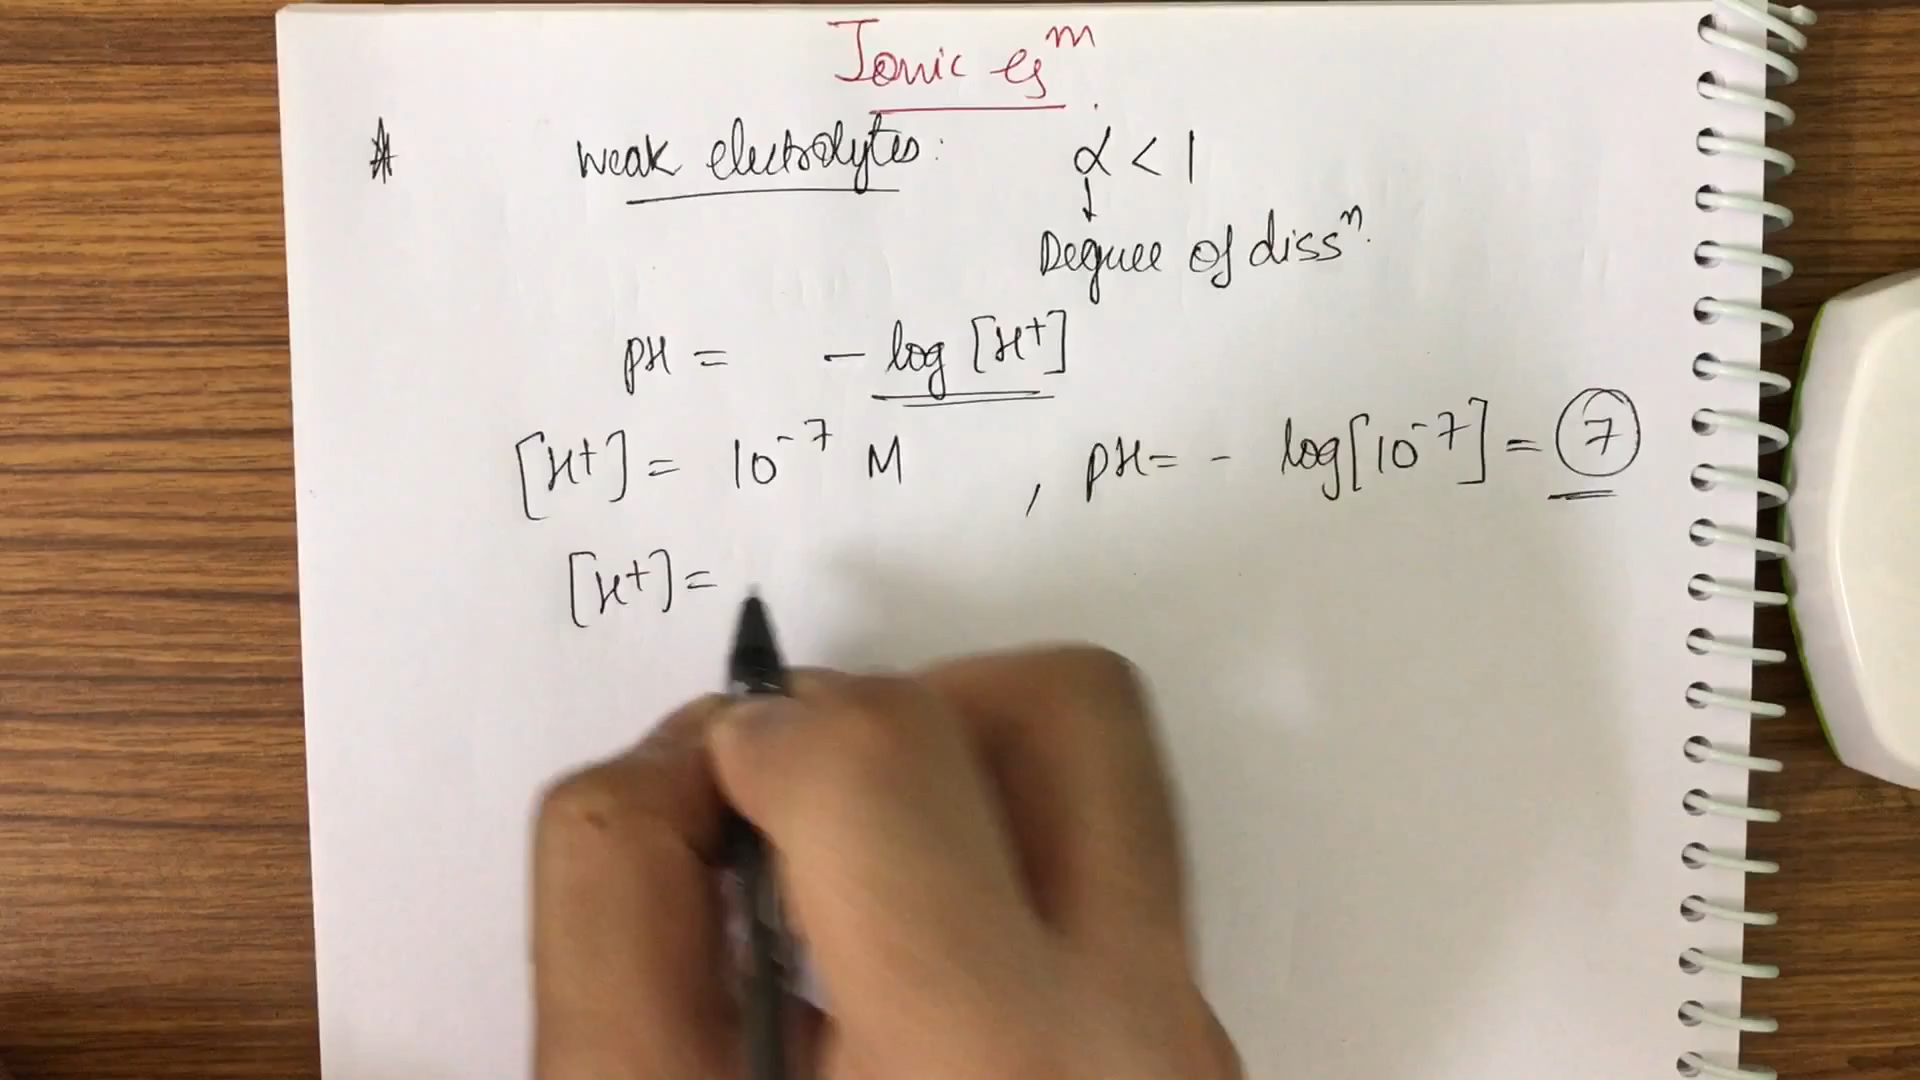 Ionic eqᵐ
weak electrolytes: α < 1
↓
Degree of dissⁿ.
pH = - log [H+]
[H+] = 10⁻⁷ M , pH = - log[10⁻⁷] = 7
[H+] =